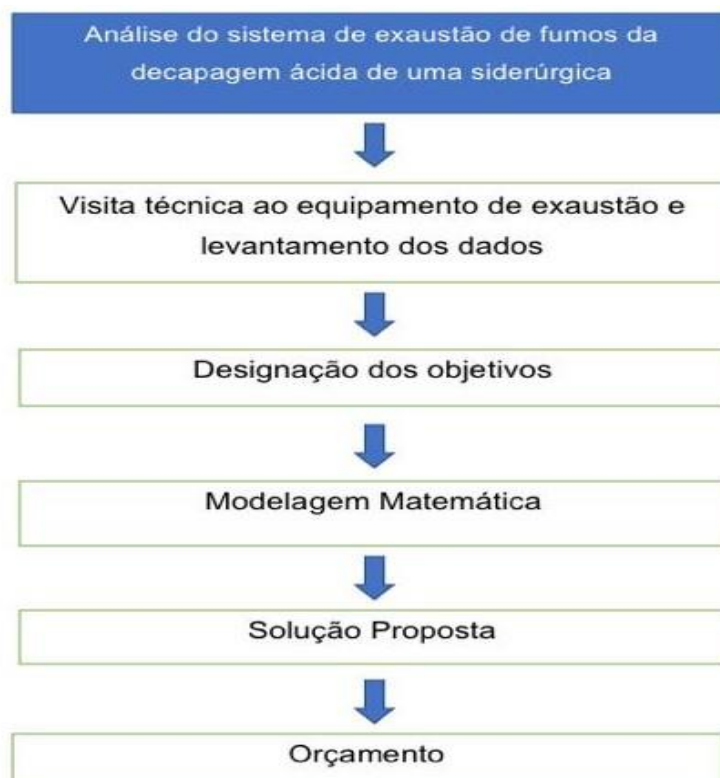 Análise do sistema de exaustão de fumos da
decapagem ácida de uma siderúrgica
Visita técnica ao equipamento de exaustão e
levantamento dos dados
Designação dos objetivos
Modelagem Matemática
Solução Proposta
Orçamento